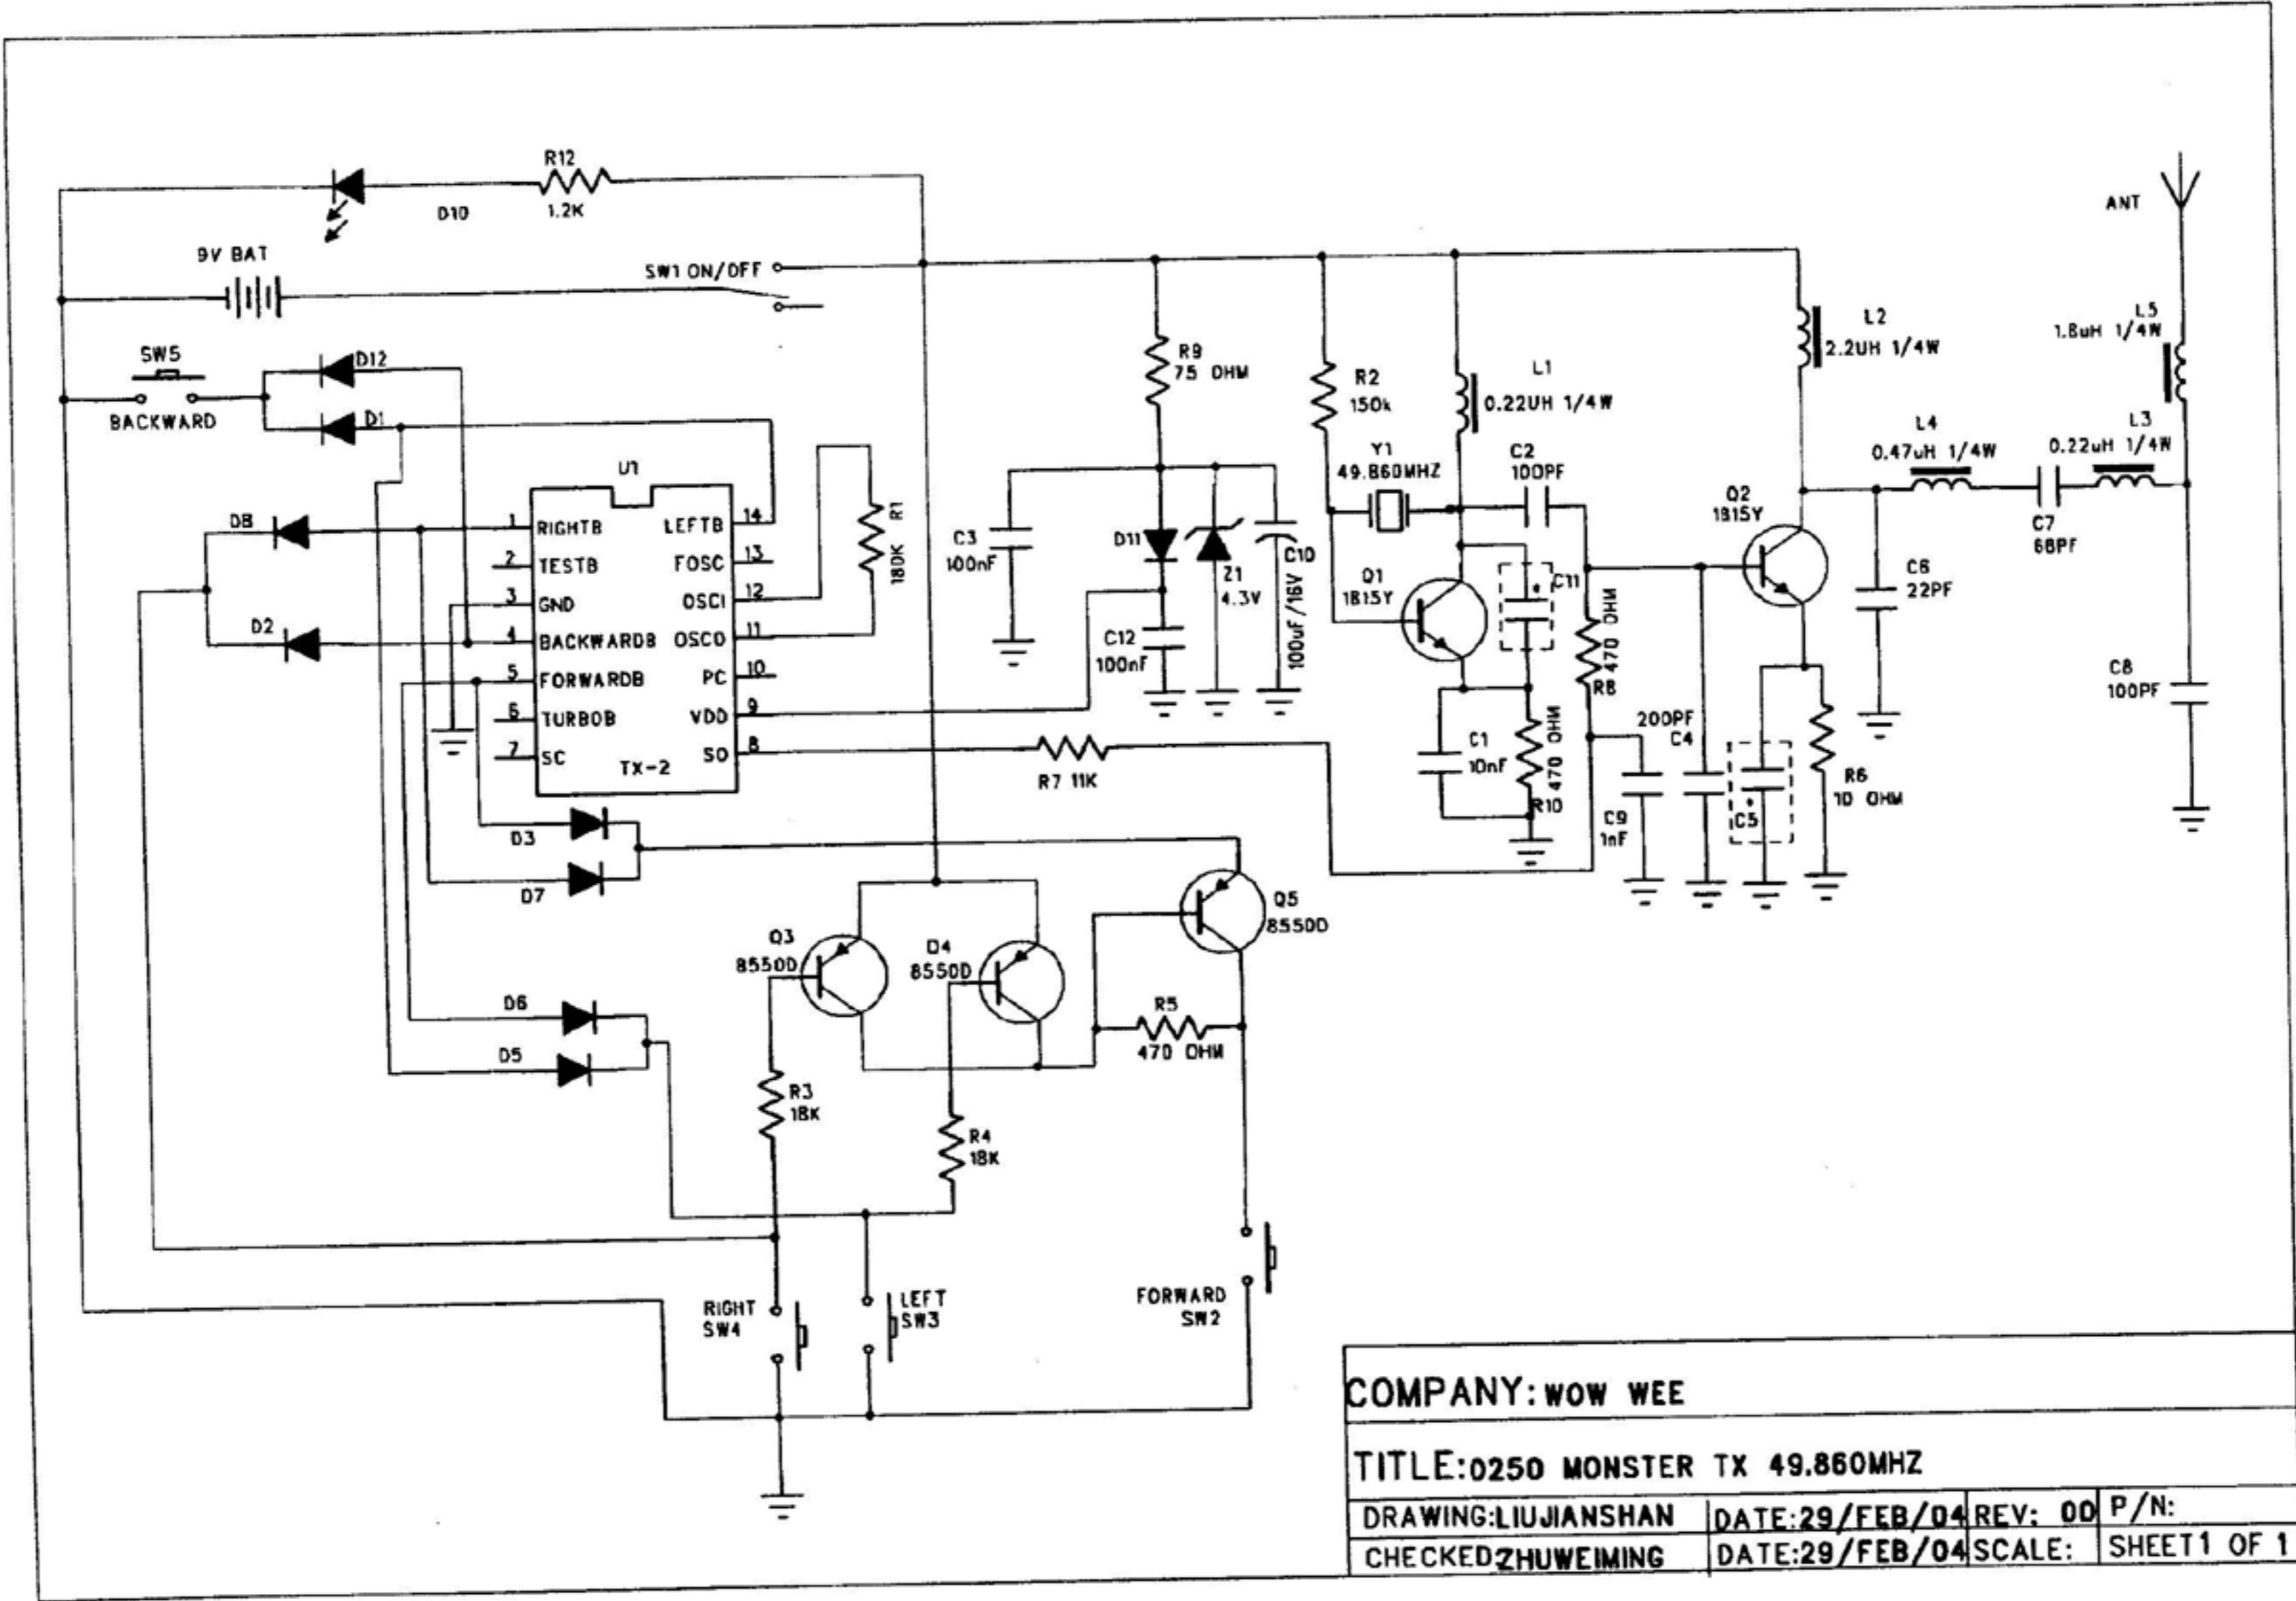 R12
1.2K
D10
9V BAT
SW1 ON/OFF
ANT
SW5
BACKWARD
D12
D1
R9
75 OHM
R2
150k
L1
0.22UH 1/4W
L2
2.2UH 1/4W
L5
1.8uH 1/4W
L4
0.47uH 1/4W
L3
0.22uH 1/4W
Y1
49.860MHZ
C2
100PF
Q2
1815Y
C7
68PF
U1
D8
D2
1 RIGHTB
2 TESTB
3 GND
4 BACKWARDB
5 FORWARDB
6 TURBOB
7 SC
LEFTB 14
FOSC 13
OSCI 12
OSCO 11
PC 10
VDD 9
SO 8
TX-2
R1
180K
C3
100nF
D11
Z1
4.3V
C10
100uF/16V
C12
100nF
Q1
1815Y
C11
*
470 OHM
R8
C6
22PF
C8
100PF
R7 11K
C1
10nF
470 OHM
R10
200PF
C4
C9
1nF
*
C5
R6
10 OHM
D3
D7
Q3
8550D
Q4
8550D
Q5
8550D
D6
D5
R5
470 OHM
R3
18K
R4
18K
RIGHT
SW4
LEFT
SW3
FORWARD
SW2
COMPANY: WOW WEE
TITLE: 0250 MONSTER TX 49.860MHZ
DRAWING: LIUJIANSHAN DATE: 29/FEB/04 REV: 00 P/N:
CHECKED ZHUWEIMING DATE: 29/FEB/04 SCALE: SHEET 1 OF 1